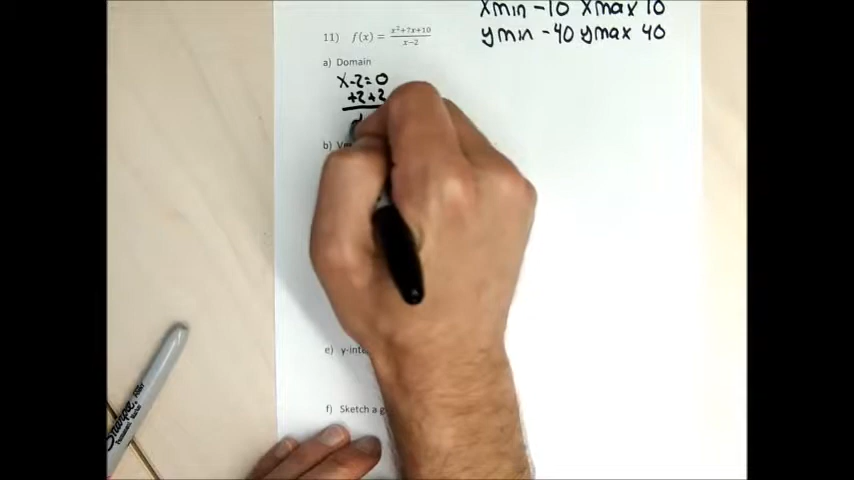 xmin -10 xmax 10
ymin -40 ymax 40
11) f(x) = x²+7x+10 / x-2
a) Domain
x-2=0
+2 +2
b)
e)
f) Sketch a
Sharpie